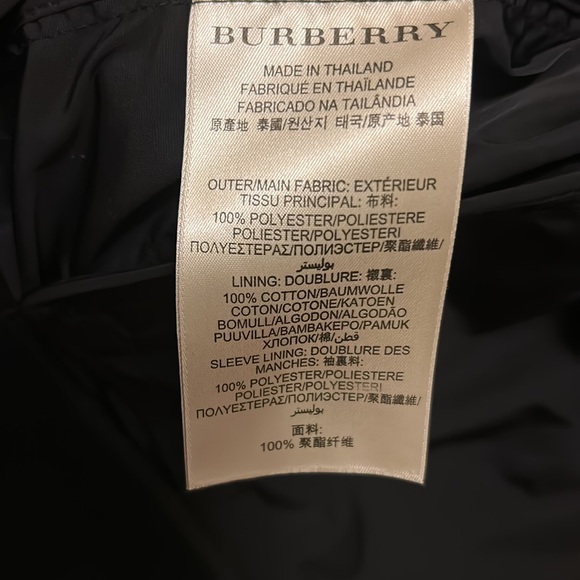 BURBERRY
MADE IN THAILAND
FABRIQUÉ EN THAÏLANDE
FABRICADO NA TAILÂNDIA
原產地 泰國/원산지 태국/原产地 泰国
OUTER/MAIN FABRIC: EXTÉRIEUR
TISSU PRINCIPAL: 布料:
100% POLYESTER/POLIESTERE
POLIESTER/POLYESTERI
ΠΟΛΥΕΣΤΕΡΑΣ/ПОЛИЭСТЕР/聚酯纖維/
بوليستر
LINING: DOUBLURE: 襯裏:
100% COTTON/BAUMWOLLE
COTON/COTONE/KATOEN
BOMULL/ALGODON/ALGODÃO
PUUVILLA/BAMBAKEPO/PAMUK
ХЛОПОК/棉/قطن/
SLEEVE LINING: DOUBLURE DES
MANCHES: 袖裏料:
100% POLYESTER/POLIESTERE
POLIESTER/POLYESTERI
ΠΟΛΥΕΣΤΕΡΑΣ/ПОЛИЭСТЕР/聚酯纖維/
بوليستر
面料:
100% 聚酯纤维